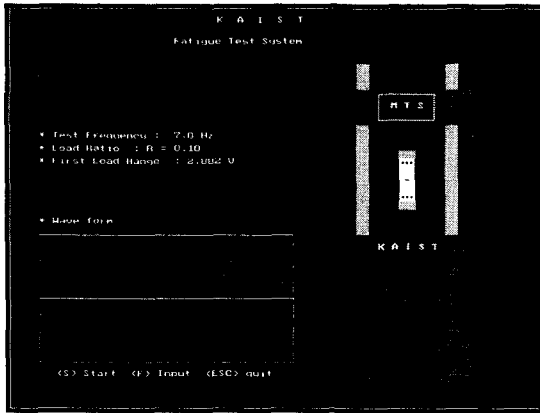 K A I S T
Fatigue Test System
M T S
* Test Frequency : 7.0 Hz
* Load Ratio : R = 0.10
* First Load Range : 2.002 V
* Wave form
K A I S T
<S> Start <F> Input <ESC> quit